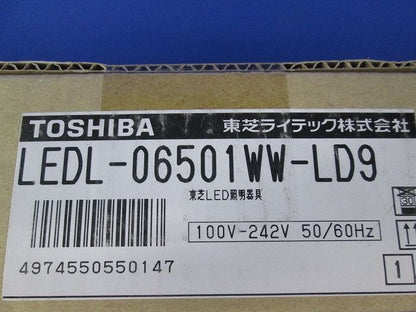 TOSHIBA 東芝ライテック株式会社
LEDL-06501WW-LD9
東芝LED照明器具
100V-242V 50/60Hz
4974550550147
30
1